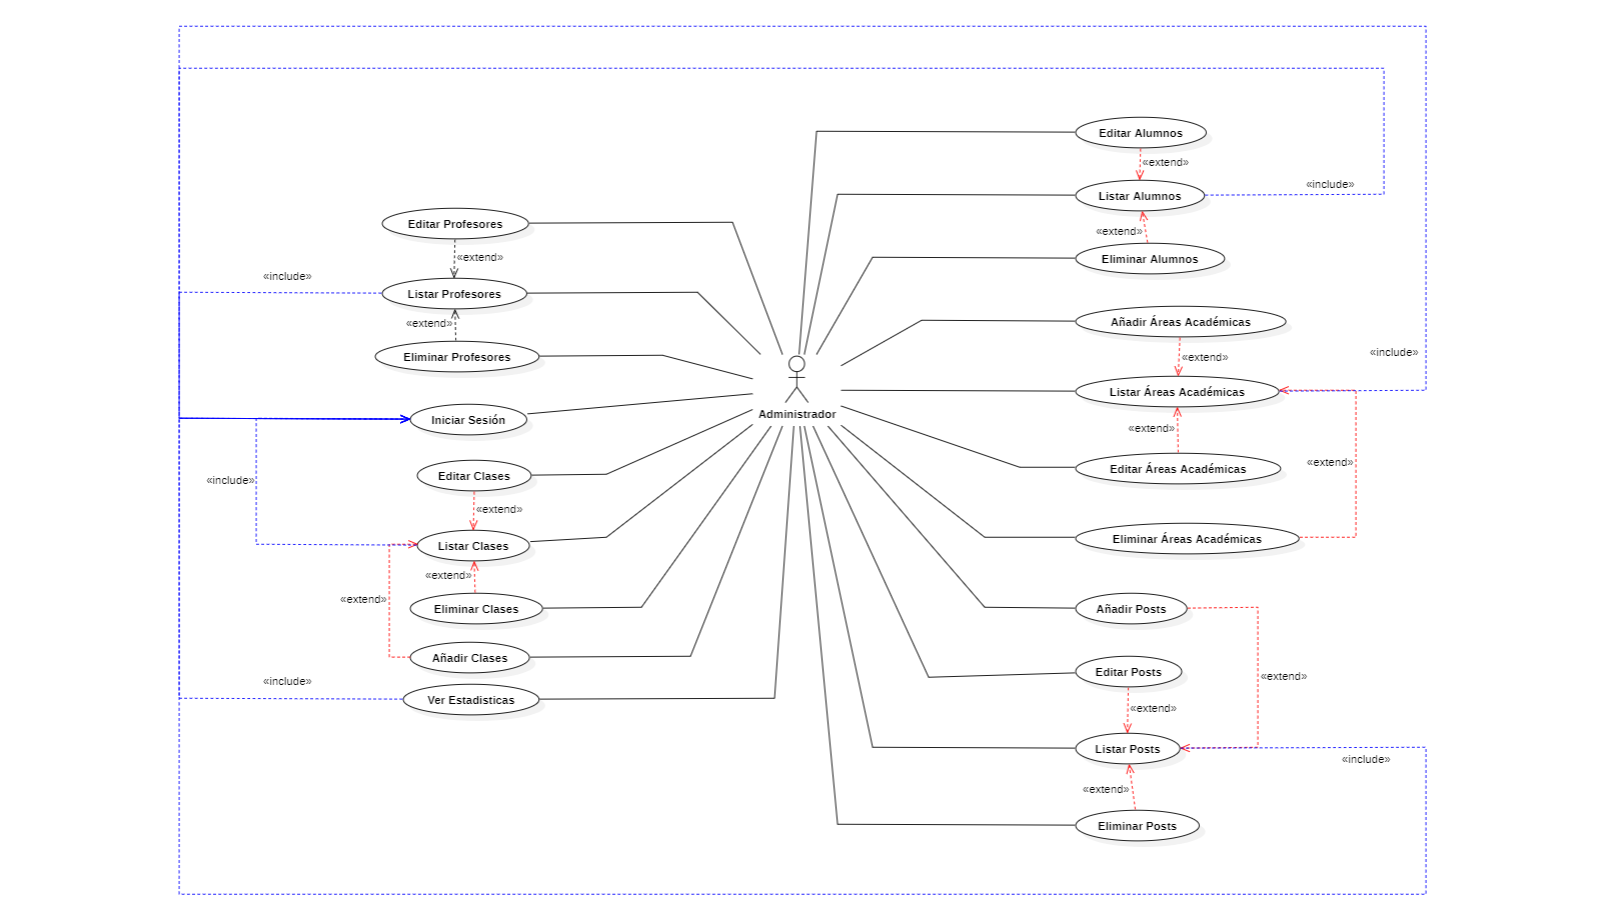 Editar Alumnos
«extend»
«include»
Listar Alumnos
Editar Profesores
«extend»
«extend»
Eliminar Alumnos
«include»
Listar Profesores
«extend»
Añadir Áreas Académicas
«extend»
«include»
Eliminar Profesores
Listar Áreas Académicas
Administrador
Iniciar Sesión
«extend»
«extend»
Editar Áreas Académicas
Editar Clases
«include»
«extend»
Eliminar Áreas Académicas
Listar Clases
«extend»
«extend»
Eliminar Clases
Añadir Posts
Añadir Clases
Editar Posts
«extend»
«include»
Ver Estadisticas
«extend»
Listar Posts
«include»
«extend»
Eliminar Posts